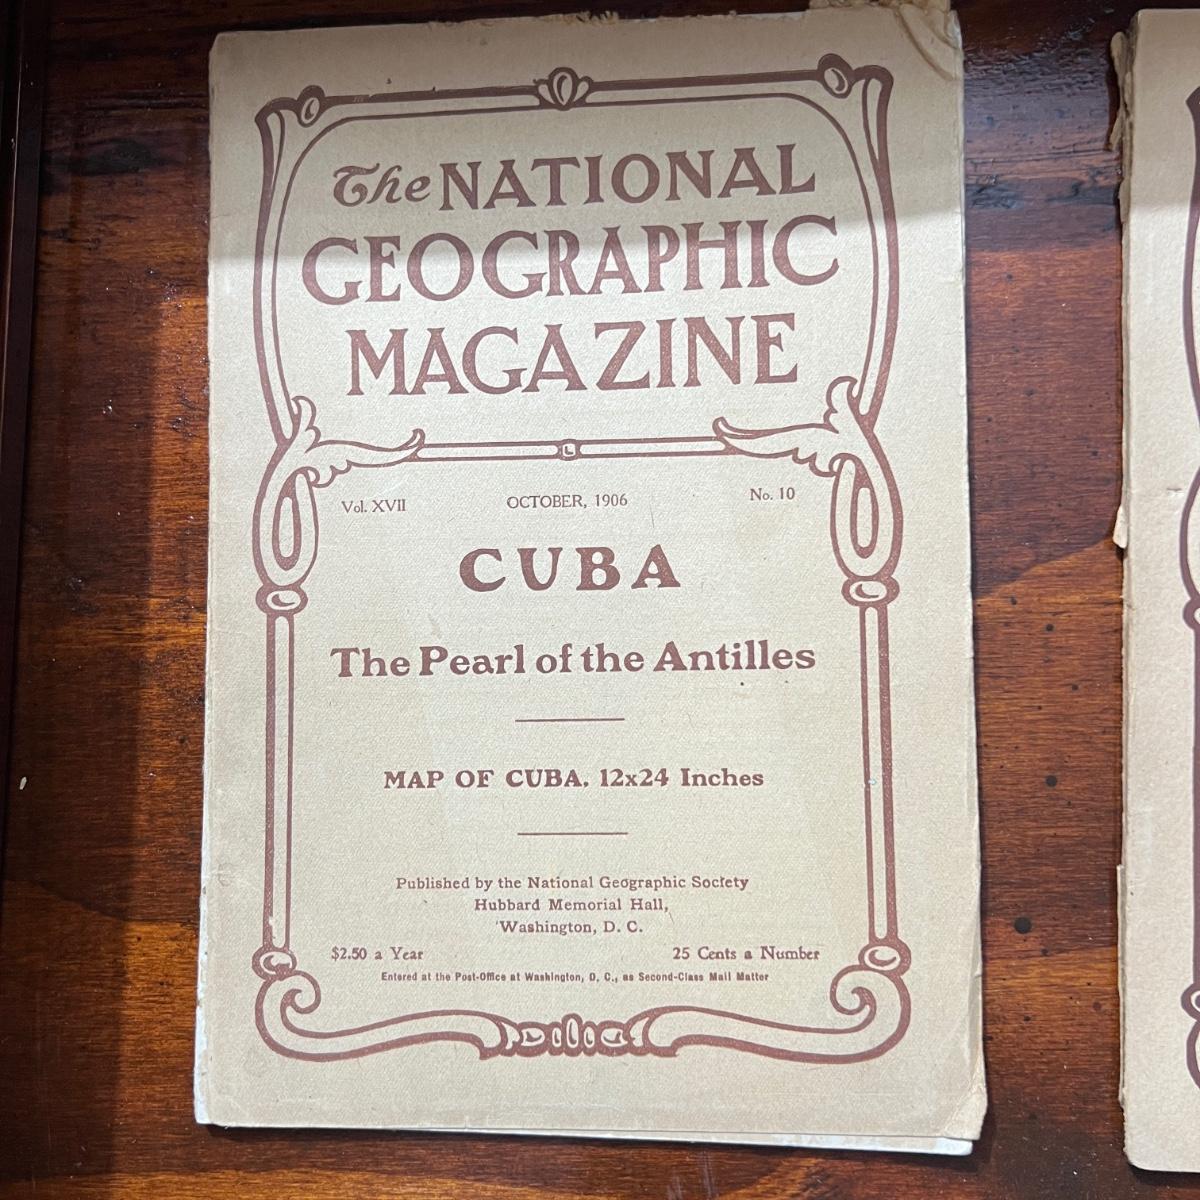 The NATIONAL
GEOGRAPHIC
MAGAZINE
Vol. XVII OCTOBER, 1906 No. 10
CUBA
The Pearl of the Antilles
MAP OF CUBA, 12x24 Inches
Published by the National Geographic Society
Hubbard Memorial Hall,
Washington, D. C.
$2.50 a Year 25 Cents a Number
Entered at the Post-Office at Washington, D. C., as Second-Class Mail Matter